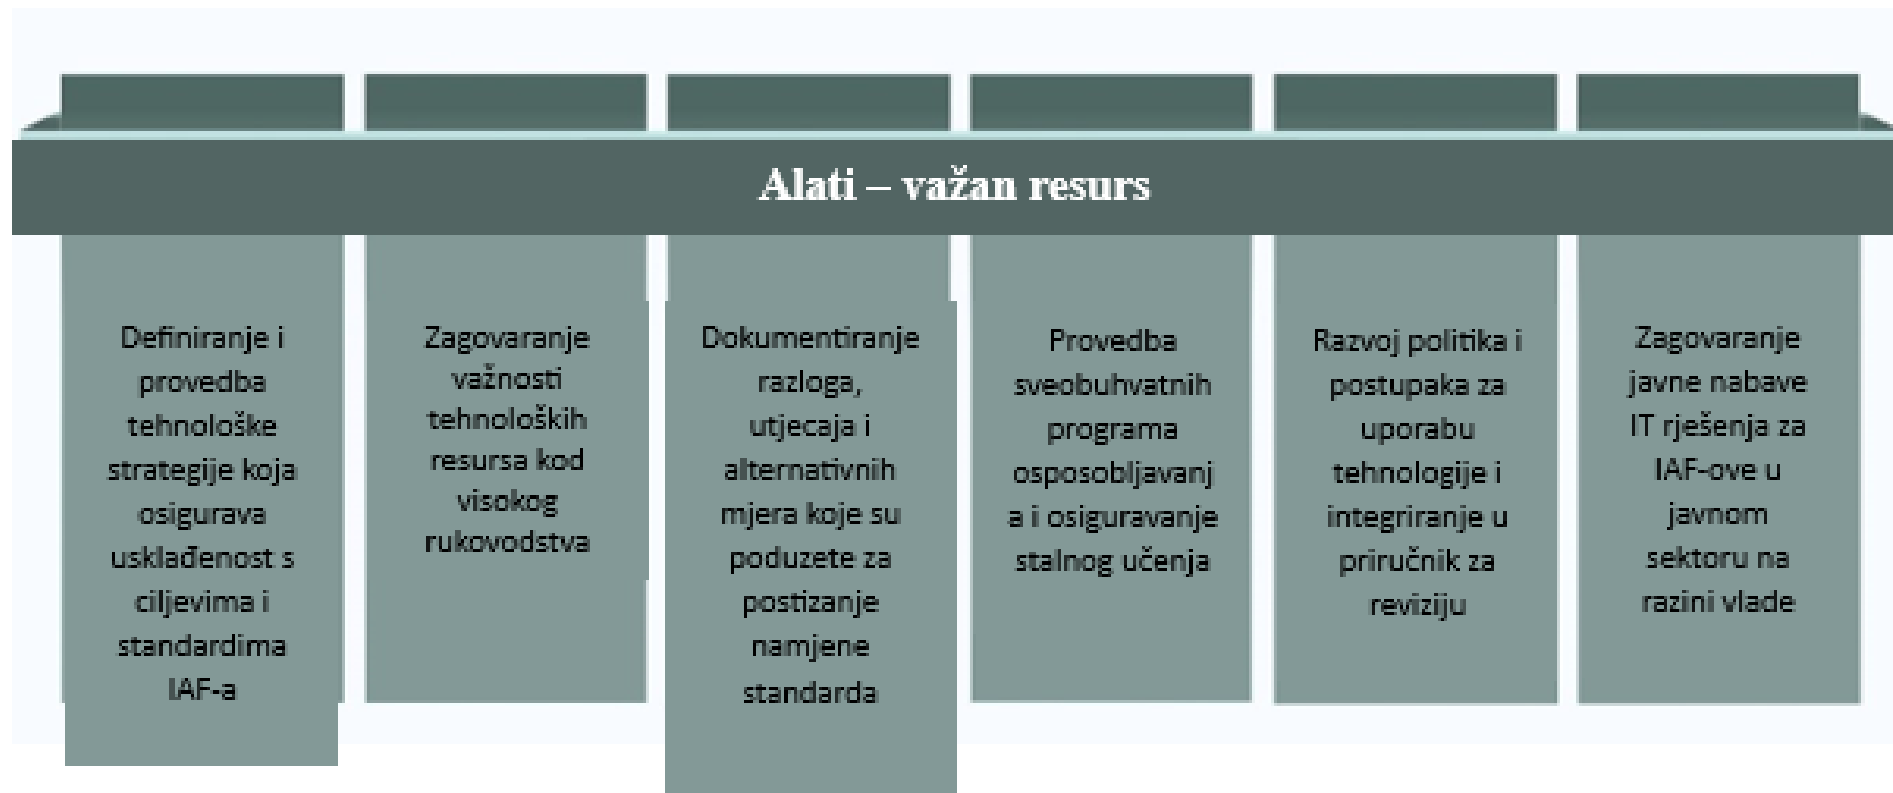 Alati – važan resurs
Definiranje i
provedba
tehnološke
strategije koja
osigurava
usklađenost s
ciljevima i
standardima
IAF-a
Zagovaranje
važnosti
tehnoloških
resursa kod
visokog
rukovodstva
Dokumentiranje
razloga,
utjecaja i
alternativnih
mjera koje su
poduzete za
postizanje
namjene
standarda
Provedba
sveobuhvatnih
programa
osposobljavanj
a i osiguravanje
stalnog učenja
Razvoj politika i
postupaka za
uporabu
tehnologije i
integriranje u
priručnik za
reviziju
Zagovaranje
javne nabave
IT rješenja za
IAF-ove u
javnom
sektoru na
razini vlade